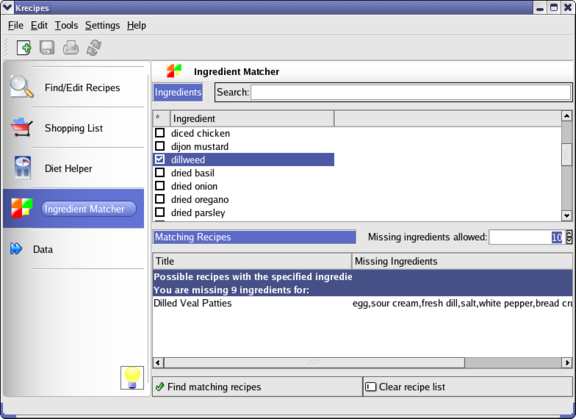 Krecipes
File Edit Tools Settings Help
Ingredient Matcher
Ingredients Search:
* Ingredient
diced chicken
dijon mustard
dillweed
dried basil
dried onion
dried oregano
dried parsley
Find/Edit Recipes
Shopping List
Diet Helper
Ingredient Matcher
Data
Matching Recipes Missing ingredients allowed: 10
Title Missing Ingredients
Possible recipes with the specified ingredie
You are missing 9 ingredients for:
Dilled Veal Patties egg,sour cream,fresh dill,salt,white pepper,bread cru
Find matching recipes Clear recipe list